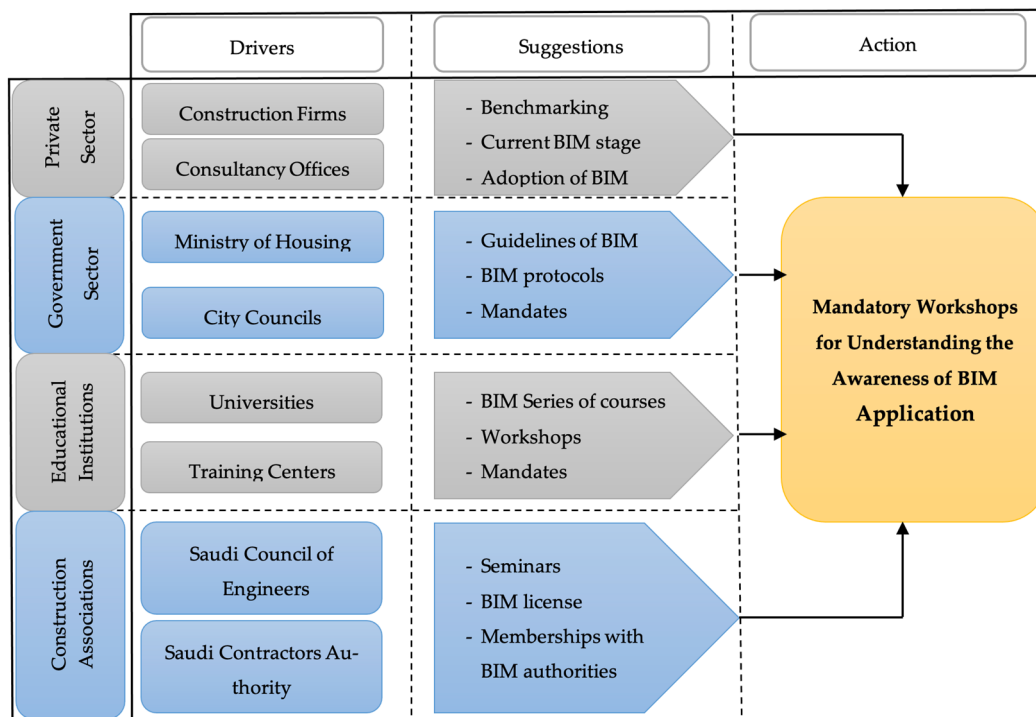 Drivers
Suggestions
Action
Private
Sector
Construction Firms
Consultancy Offices
- Benchmarking
- Current BIM stage
- Adoption of BIM
Government
Sector
Ministry of Housing
City Councils
- Guidelines of BIM
- BIM protocols
- Mandates
Educational
Institutions
Universities
Training Centers
- BIM Series of courses
- Workshops
- Mandates
Construction
Associations
Saudi Council of
Engineers
Saudi Contractors Au-
thority
- Seminars
- BIM license
- Memberships with
BIM authorities
Mandatory Workshops
for Understanding the
Awareness of BIM
Application